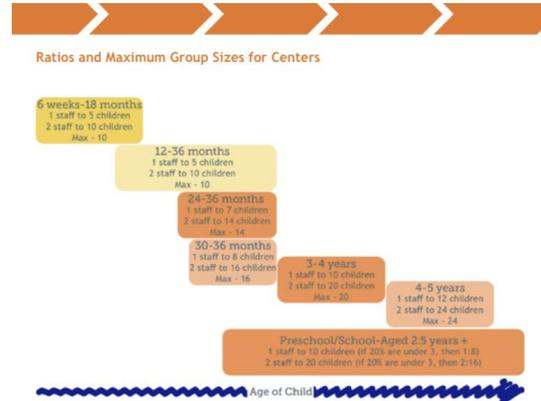 Ratios and Maximum Group Sizes for Centers
6 weeks-18 months
1 staff to 5 children
2 staff to 10 children
Max - 10
12-36 months
1 staff to 5 children
2 staff to 10 children
Max - 10
24-36 months
1 staff to 7 children
2 staff to 14 children
Max - 14
30-36 months
1 staff to 8 children
2 staff to 16 children
Max - 16
3-4 years
1 staff to 10 children
2 staff to 20 children
Max - 20
4-5 years
1 staff to 12 children
2 staff to 24 children
Max - 24
Preschool/School-Aged 2.5 years +
1 staff to 10 children (if 20% are under 3, then 1:8)
2 staff to 20 children (if 20% are under 3, then 2:16)
Age of Child